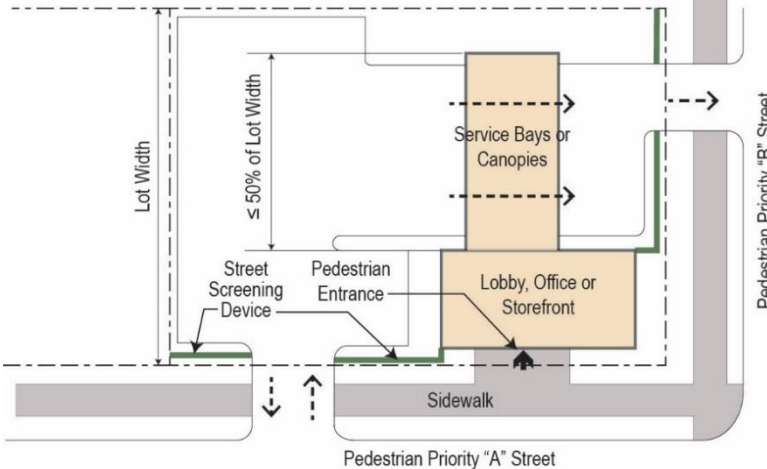 Lot Width
≤ 50% of Lot Width
Service Bays or
Canopies
Pedestrian Priority "B" Street
Street
Screening
Device
Pedestrian
Entrance
Lobby, Office or
Storefront
Sidewalk
Pedestrian Priority "A" Street